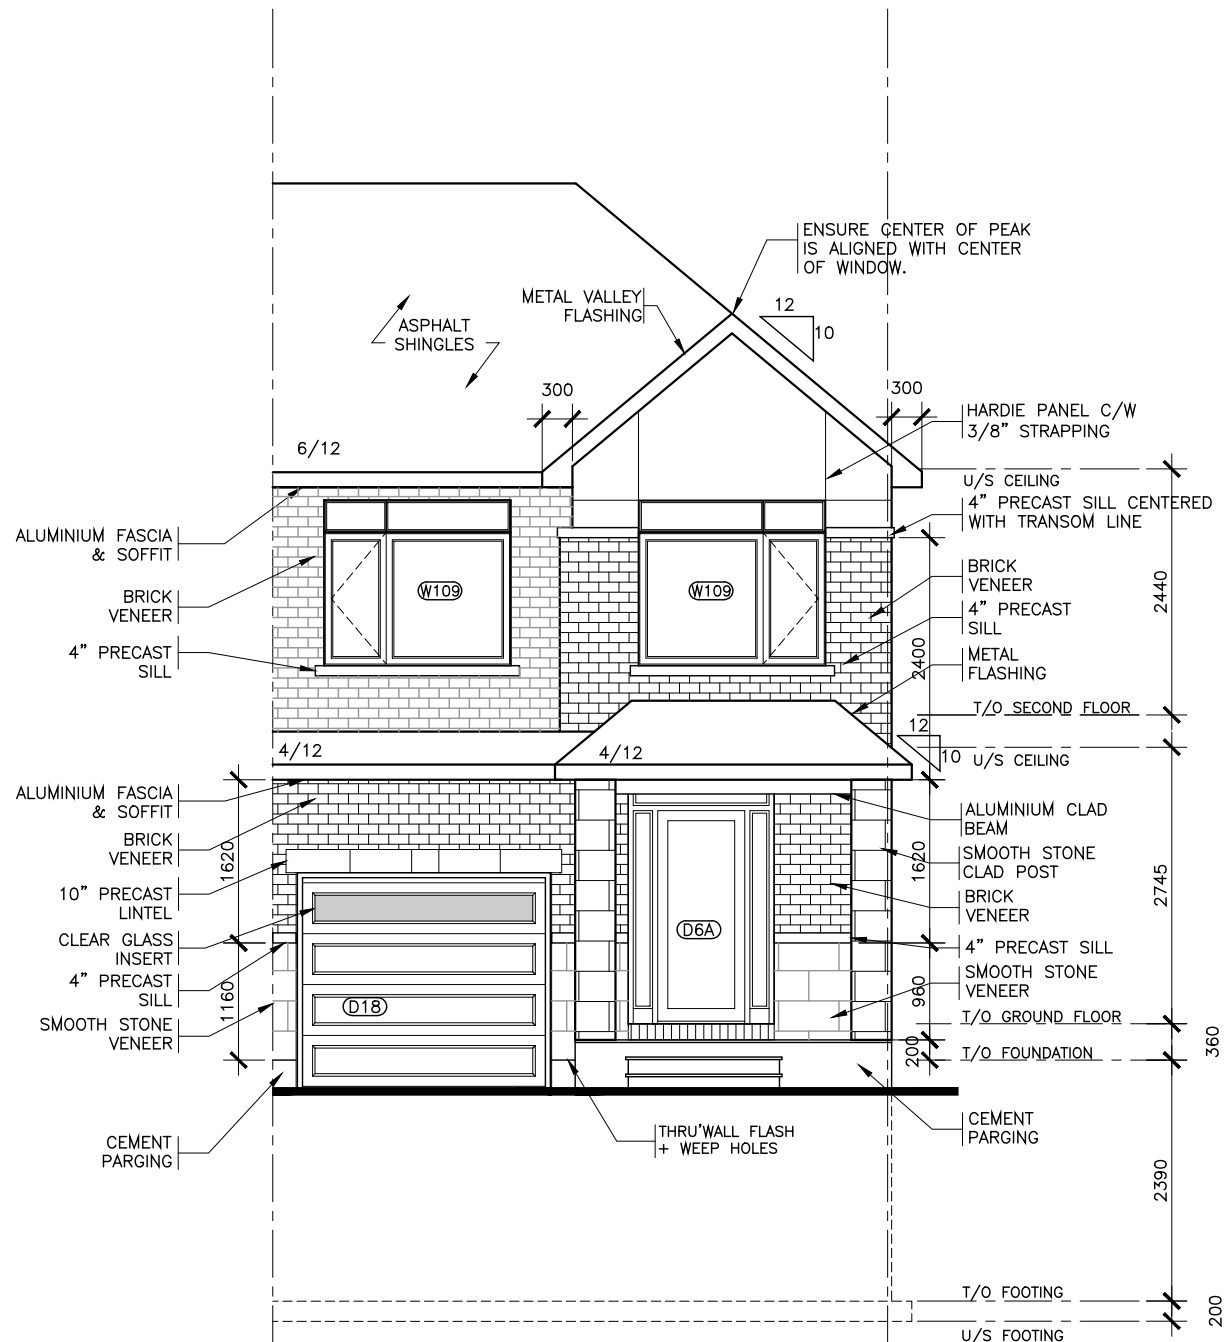 ENSURE CENTER OF PEAK
IS ALIGNED WITH CENTER
OF WINDOW.
METAL VALLEY
FLASHING
12
10
ASPHALT
SHINGLES
300
300
HARDIE PANEL C/W
3/8” STRAPPING
6/12
U/S CEILING
4” PRECAST SILL CENTERED
WITH TRANSOM LINE
ALUMINIUM FASCIA
& SOFFIT
BRICK
VENEER
4” PRECAST
SILL
W109
W109
BRICK
VENEER
4” PRECAST
SILL
METAL
FLASHING
2400
2440
T/O SECOND FLOOR
12
10
U/S CEILING
4/12
4/12
ALUMINIUM FASCIA
& SOFFIT
BRICK
VENEER
1620
10” PRECAST
LINTEL
CLEAR GLASS
INSERT
4” PRECAST
SILL
1160
SMOOTH STONE
VENEER
D18
D6A
ALUMINIUM CLAD
BEAM
SMOOTH STONE
CLAD POST
1620
BRICK
VENEER
2745
4” PRECAST SILL
SMOOTH STONE
VENEER
960
T/O GROUND FLOOR
200
T/O FOUNDATION
360
CEMENT
PARGING
THRU'WALL FLASH
+ WEEP HOLES
CEMENT
PARGING
2390
T/O FOOTING
200
U/S FOOTING